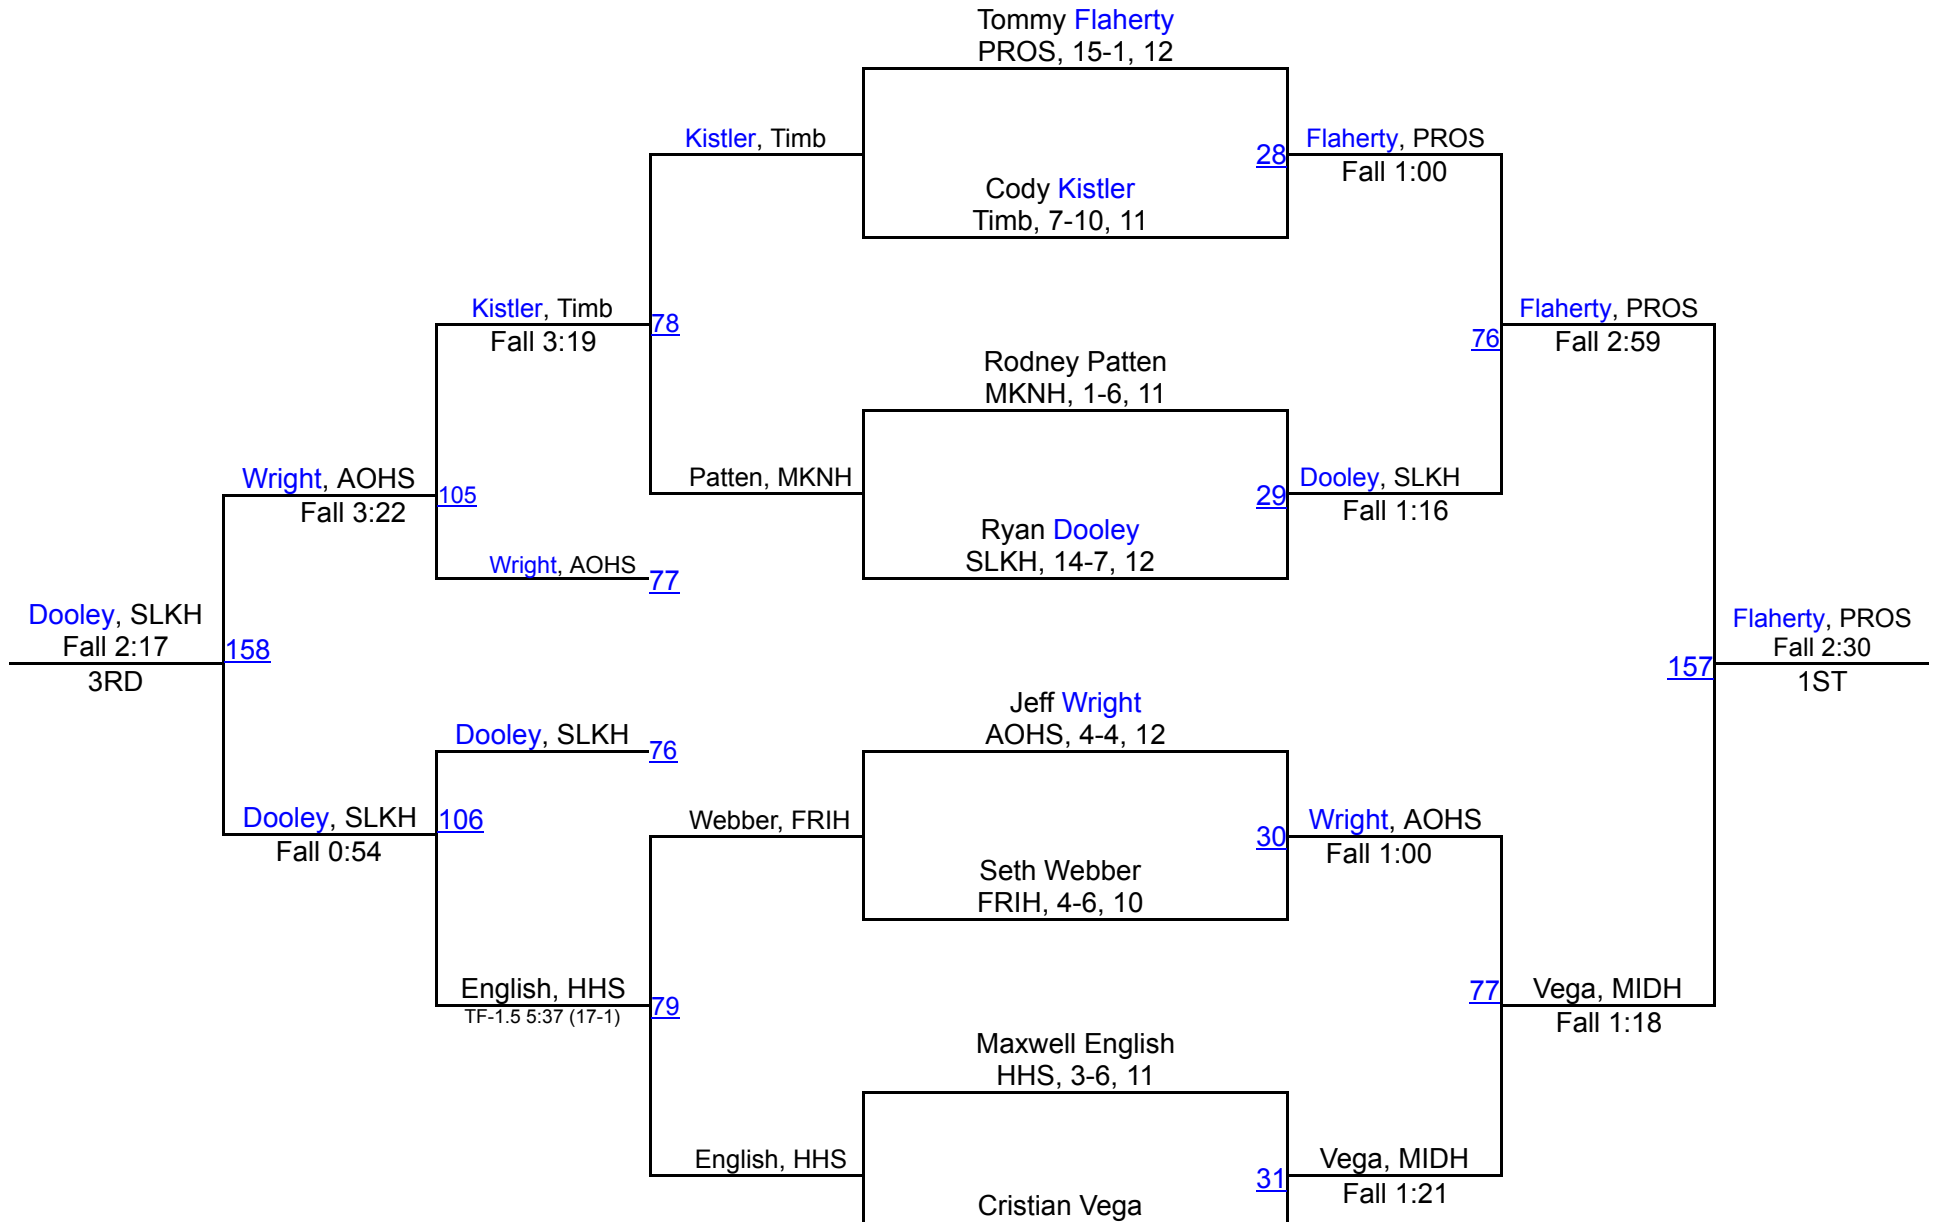 Tommy Flaherty
PROS, 15-1, 12
Kistler, Timb
28
Flaherty, PROS
Fall 1:00
Cody Kistler
Timb, 7-10, 11
Kistler, Timb
Fall 3:19
78
Flaherty, PROS
Fall 2:59
76
Rodney Patten
MKNH, 1-6, 11
Wright, AOHS
Fall 3:22
105
Patten, MKNH
29
Dooley, SLKH
Fall 1:16
Ryan Dooley
SLKH, 14-7, 12
Wright, AOHS
77
Dooley, SLKH
Fall 2:17
3RD
158
Flaherty, PROS
Fall 2:30
1ST
157
Jeff Wright
AOHS, 4-4, 12
Dooley, SLKH
76
Dooley, SLKH
Fall 0:54
106
Webber, FRIH
30
Wright, AOHS
Fall 1:00
Seth Webber
FRIH, 4-6, 10
English, HHS
TF-1.5 5:37 (17-1)
79
77
Vega, MIDH
Fall 1:18
Maxwell English
HHS, 3-6, 11
English, HHS
31
Vega, MIDH
Fall 1:21
Cristian Vega